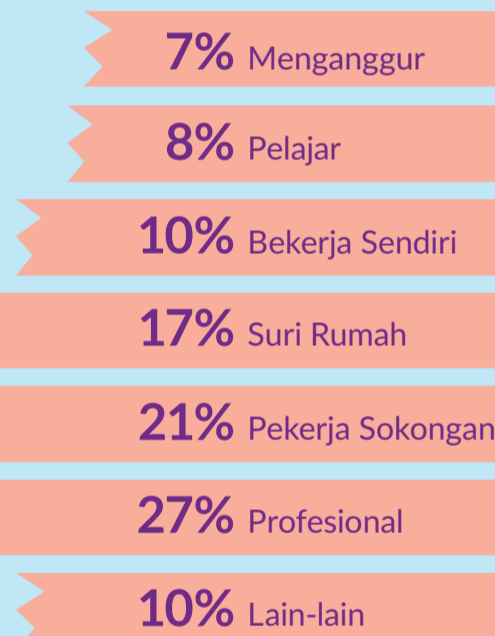 7% Menganggur
8% Pelajar
10% Bekerja Sendiri
17% Suri Rumah
21% Pekerja Sokongan
27% Profesional
10% Lain-lain